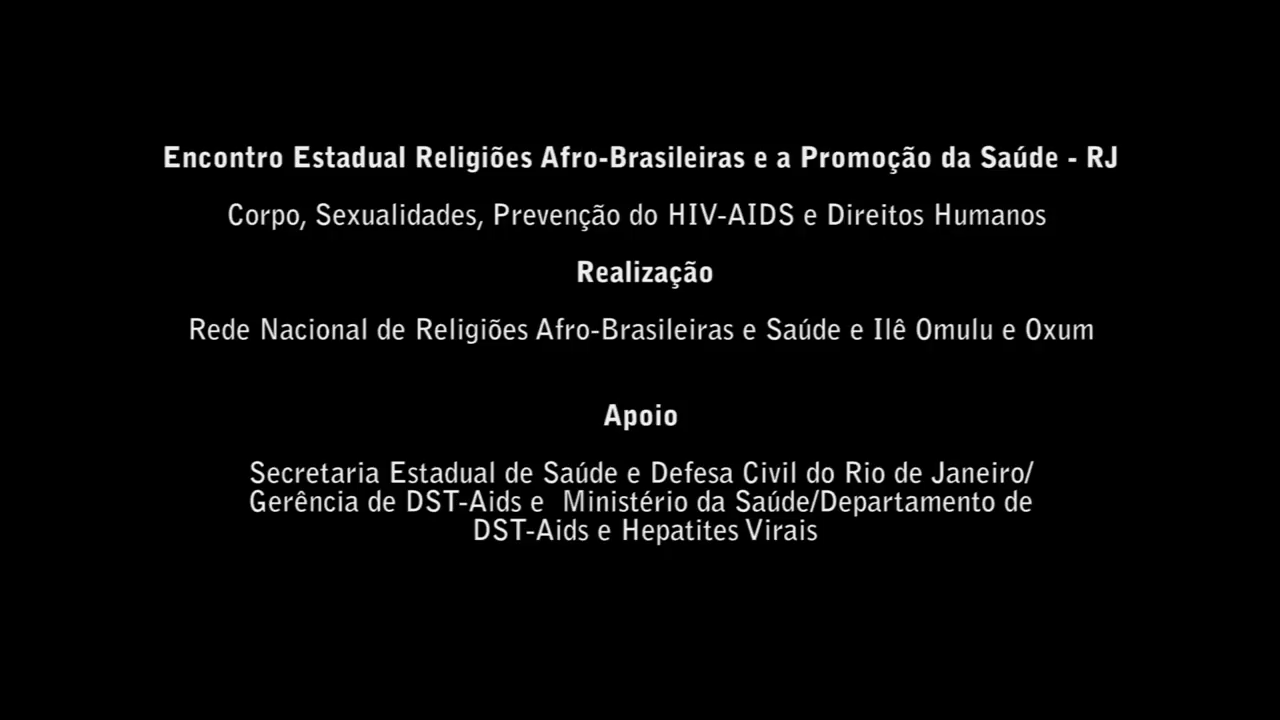 Encontro Estadual Religiões Afro-Brasileiras e a Promoção da Saúde - RJ
Corpo, Sexualidades, Prevenção do HIV-AIDS e Direitos Humanos
Realização
Rede Nacional de Religiões Afro-Brasileiras e Saúde e Ilê Omulu e Oxum
Apoio
Secretaria Estadual de Saúde e Defesa Civil do Rio de Janeiro/
Gerência de DST-Aids e  Ministério da Saúde/Departamento de
DST-Aids e Hepatites Virais